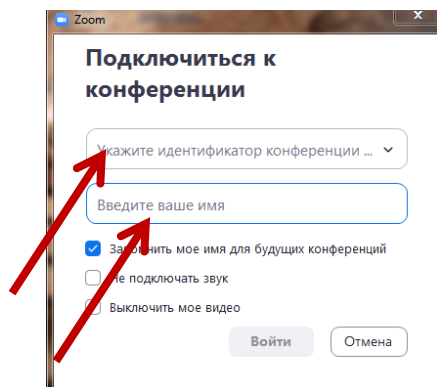 Zoom
Подключиться к
конференции
Укажите идентификатор конференции ...
Введите ваше имя
Запомнить мое имя для будущих конференций
Не подключать звук
Выключить мое видео
Войти
Отмена